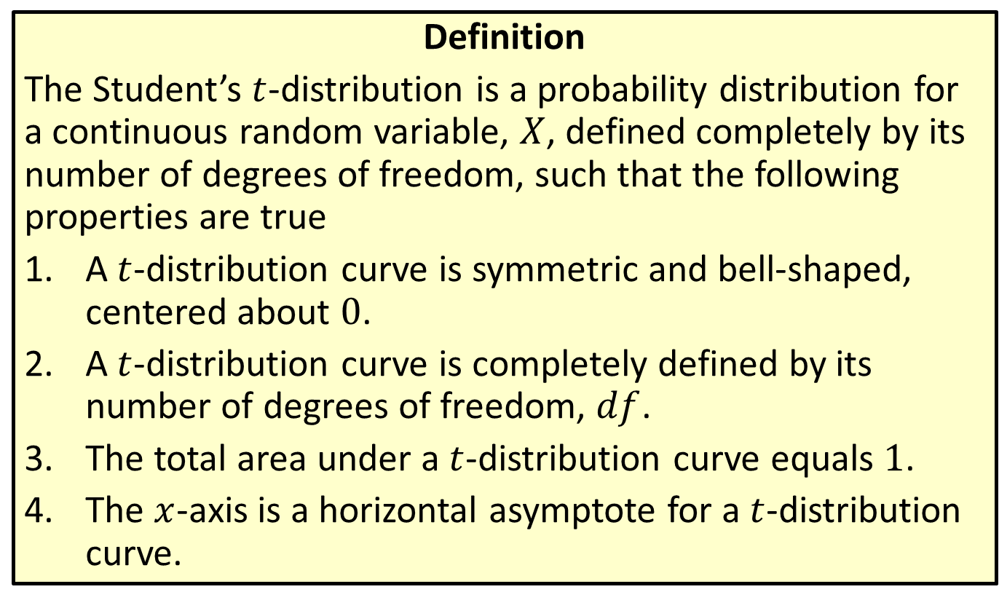 Definition
The Student’s t-distribution is a probability distribution for
a continuous random variable, X, defined completely by its
number of degrees of freedom, such that the following
properties are true
1. A t-distribution curve is symmetric and bell-shaped,
centered about 0.
2. A t-distribution curve is completely defined by its
number of degrees of freedom, df.
3. The total area under a t-distribution curve equals 1.
4. The x-axis is a horizontal asymptote for a t-distribution
curve.